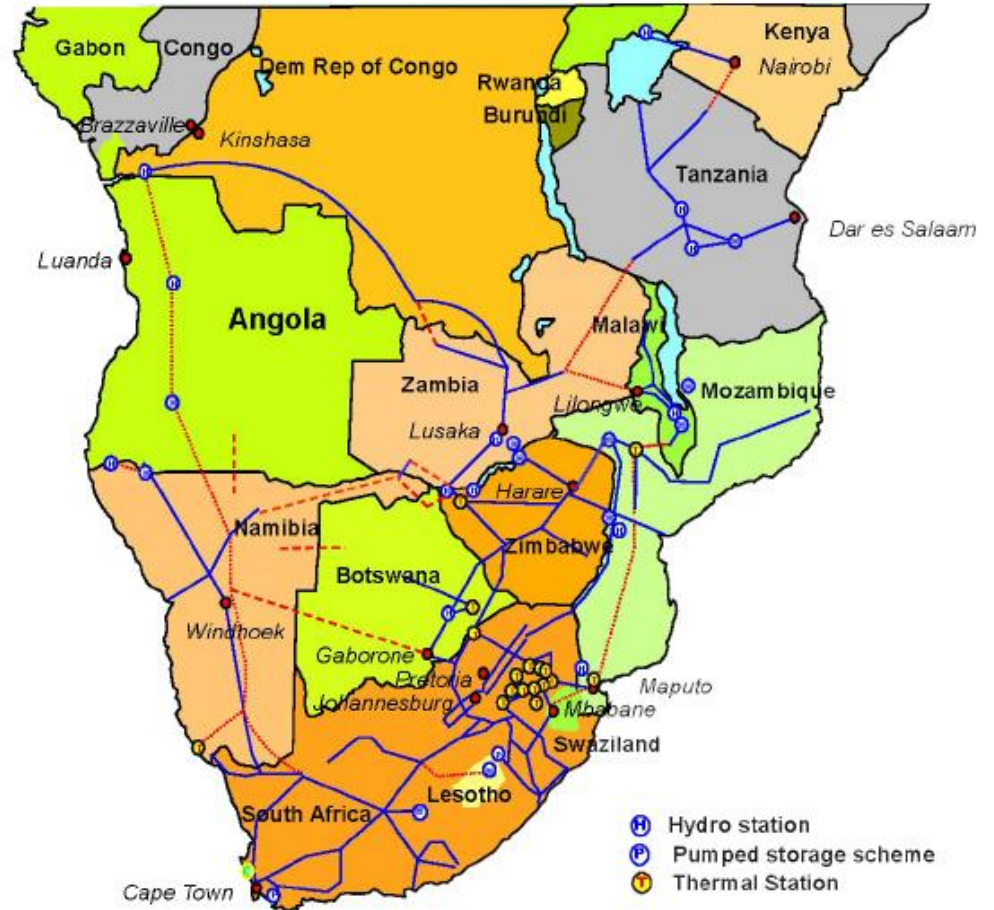 Gabon
Congo
Dem Rep of Congo
Kenya
Nairobi
Rwanda
Burundi
Brazzaville
Kinshasa
Tanzania
Dar es Salaam
Luanda
Angola
Malawi
Zambia
Lilongwe
Mozambique
Lusaka
Harare
Namibia
Zimbabwe
Botswana
Windhoek
Gaborone
Pretoria
Johannesburg
Maputo
Mbabane
Swaziland
Lesotho
South Africa
Cape Town
H Hydro station
P Pumped storage scheme
T Thermal Station